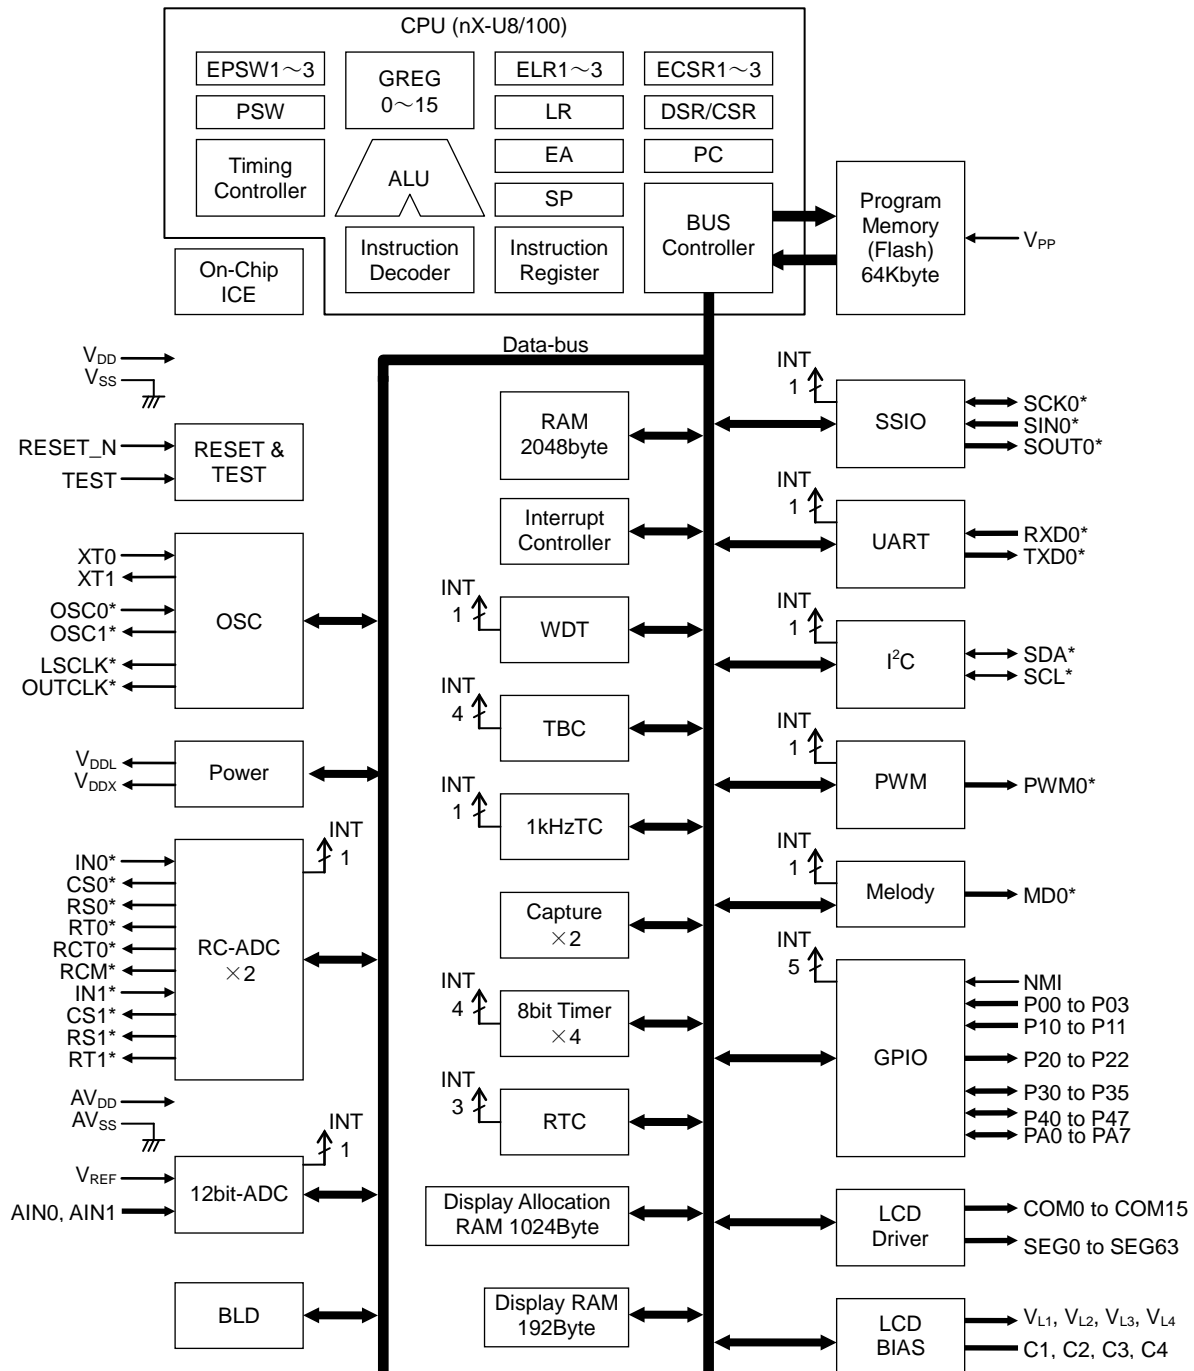 CPU (nX-U8/100)
EPSW1～3
GREG
0～15
ELR1～3
ECSR1～3
PSW
LR
DSR/CSR
Timing
Controller
ALU
EA
PC
SP
BUS
Controller
Program
Memory
(Flash)
64Kbyte
VPP
Instruction
Decoder
Instruction
Register
On-Chip
ICE
Data-bus
VDD
VSS
RESET_N
TEST
RESET &
TEST
XT0
XT1
OSC0*
OSC1*
LSCLK*
OUTCLK*
OSC
VDDL
VDDX
Power
INT
1
IN0*
CS0*
RS0*
RT0*
RCT0*
RCM*
IN1*
CS1*
RS1*
RT1*
RC-ADC
×2
AVDD
AVSS
INT
1
VREF
AIN0, AIN1
12bit-ADC
BLD
RAM
2048byte
Interrupt
Controller
INT
1
WDT
INT
4
TBC
INT
1
1kHzTC
Capture
×2
INT
4
8bit Timer
×4
INT
3
RTC
Display Allocation
RAM 1024Byte
Display RAM
192Byte
INT
1
SSIO
SCK0*
SIN0*
SOUT0*
INT
1
UART
RXD0*
TXD0*
INT
1
I²C
SDA*
SCL*
INT
1
PWM
PWM0*
INT
1
Melody
MD0*
INT
5
GPIO
NMI
P00 to P03
P10 to P11
P20 to P22
P30 to P35
P40 to P47
PA0 to PA7
LCD
Driver
COM0 to COM15
SEG0 to SEG63
LCD
BIAS
VL1, VL2, VL3, VL4
C1, C2, C3, C4